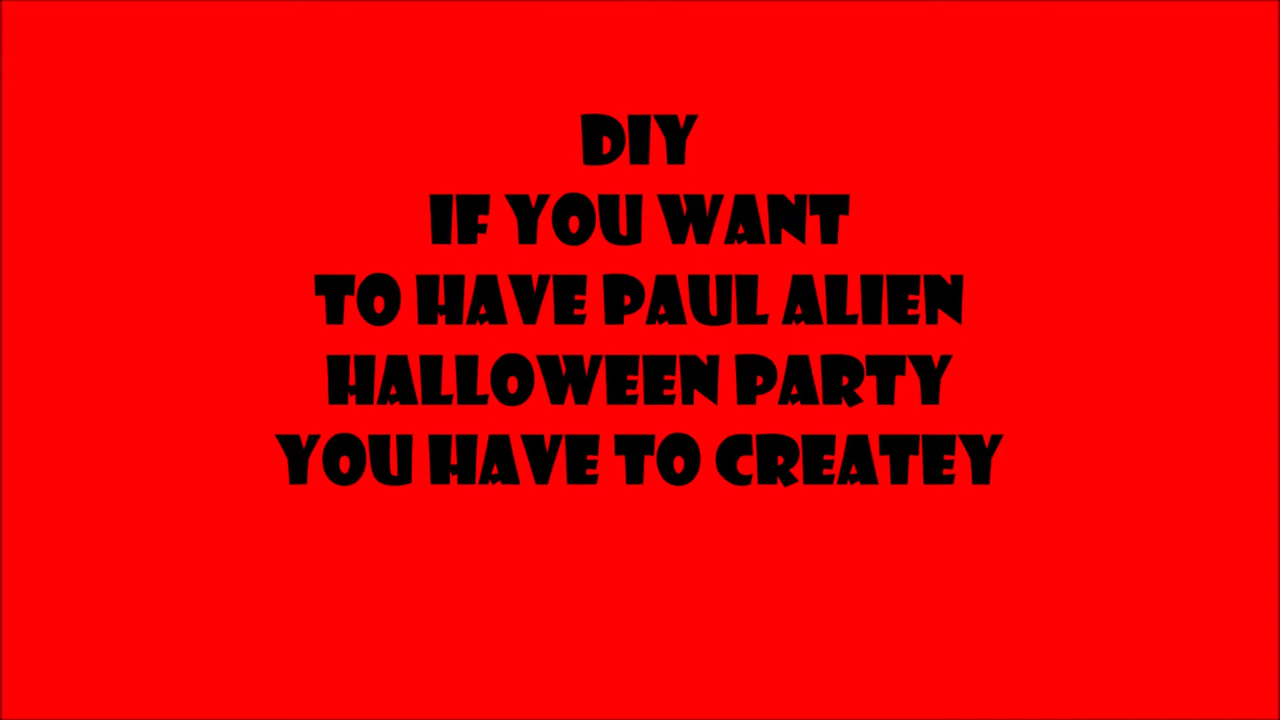 DIY
IF YOU WANT
TO HAVE PAUL ALIEN
HALLOWEEN PARTY
YOU HAVE TO CREATEY